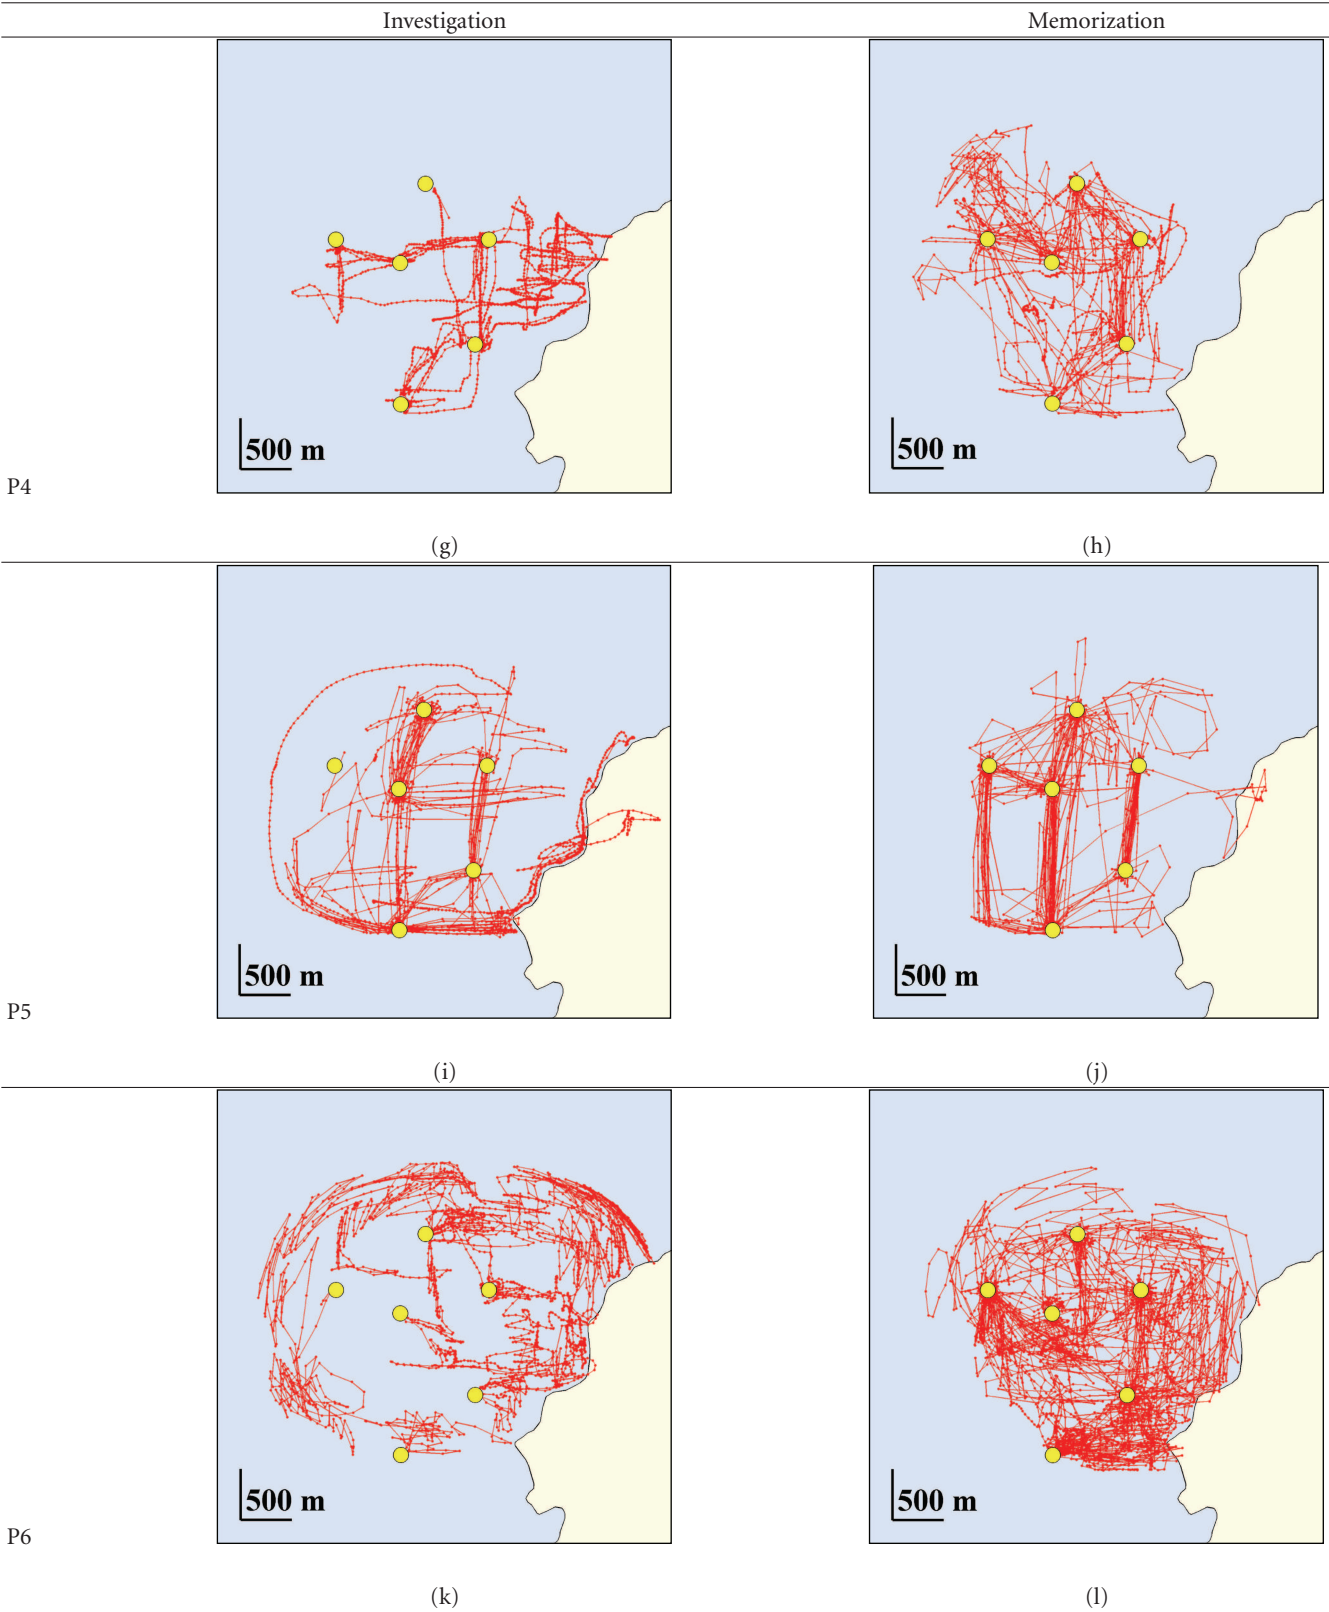 Investigation Memorization
500 m 500 m
P4
(g) (h)
500 m 500 m
P5
(i) (j)
500 m 500 m
P6
(k) (l)